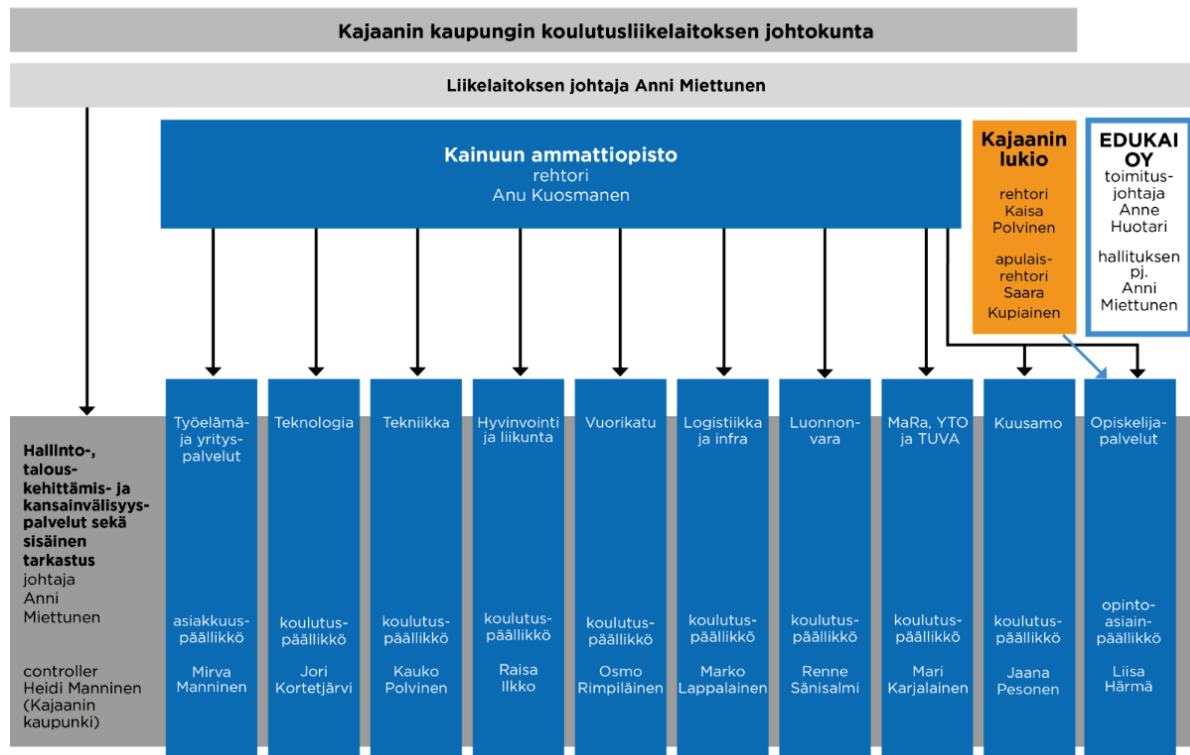 Kajaanin kaupungin koulutusliikelaitoksen johtokunta
Liikelaitoksen johtaja Anni Miettunen
Kainuun ammattiopisto
rehtori
Anu Kuosmanen
Kajaanin
lukio
rehtori
Kaisa
Polvinen
apulais-
rehtori
Saara
Kupiainen
EDUKAI
OY
toimitus-
johtaja
Anne
Huotari
hallituksen
pj.
Anni
Miettunen
Hallinto-,
talous-
kehittämis- ja
kansainvälisyys-
palvelut sekä
sisäinen
tarkastus
johtaja
Anni
Miettunen
controller
Heidi Manninen
(Kajaanin
kaupunki)
Työelämä-
ja yritys-
palvelut
asiakkuus-
päällikkö
Mirva
Manninen
Teknologia
koulutus-
päällikkö
Jori
Kortetjärvi
Tekniikka
koulutus-
päällikkö
Kauko
Polvinen
Hyvinvointi
ja liikunta
koulutus-
päällikkö
Raisa
Ilkko
Vuorikatu
koulutus-
päällikkö
Osmo
Rimpiläinen
Logistiikka
ja infra
koulutus-
päällikkö
Marko
Lappalainen
Luonnon-
vara
koulutus-
päällikkö
Renne
Sänisalmi
MaRa, YTO
ja TUVA
koulutus-
päällikkö
Mari
Karjalainen
Kuusamo
koulutus-
päällikkö
Jaana
Pesonen
Opiskelija-
palvelut
opinto-
asiain-
päällikkö
Liisa
Härmä